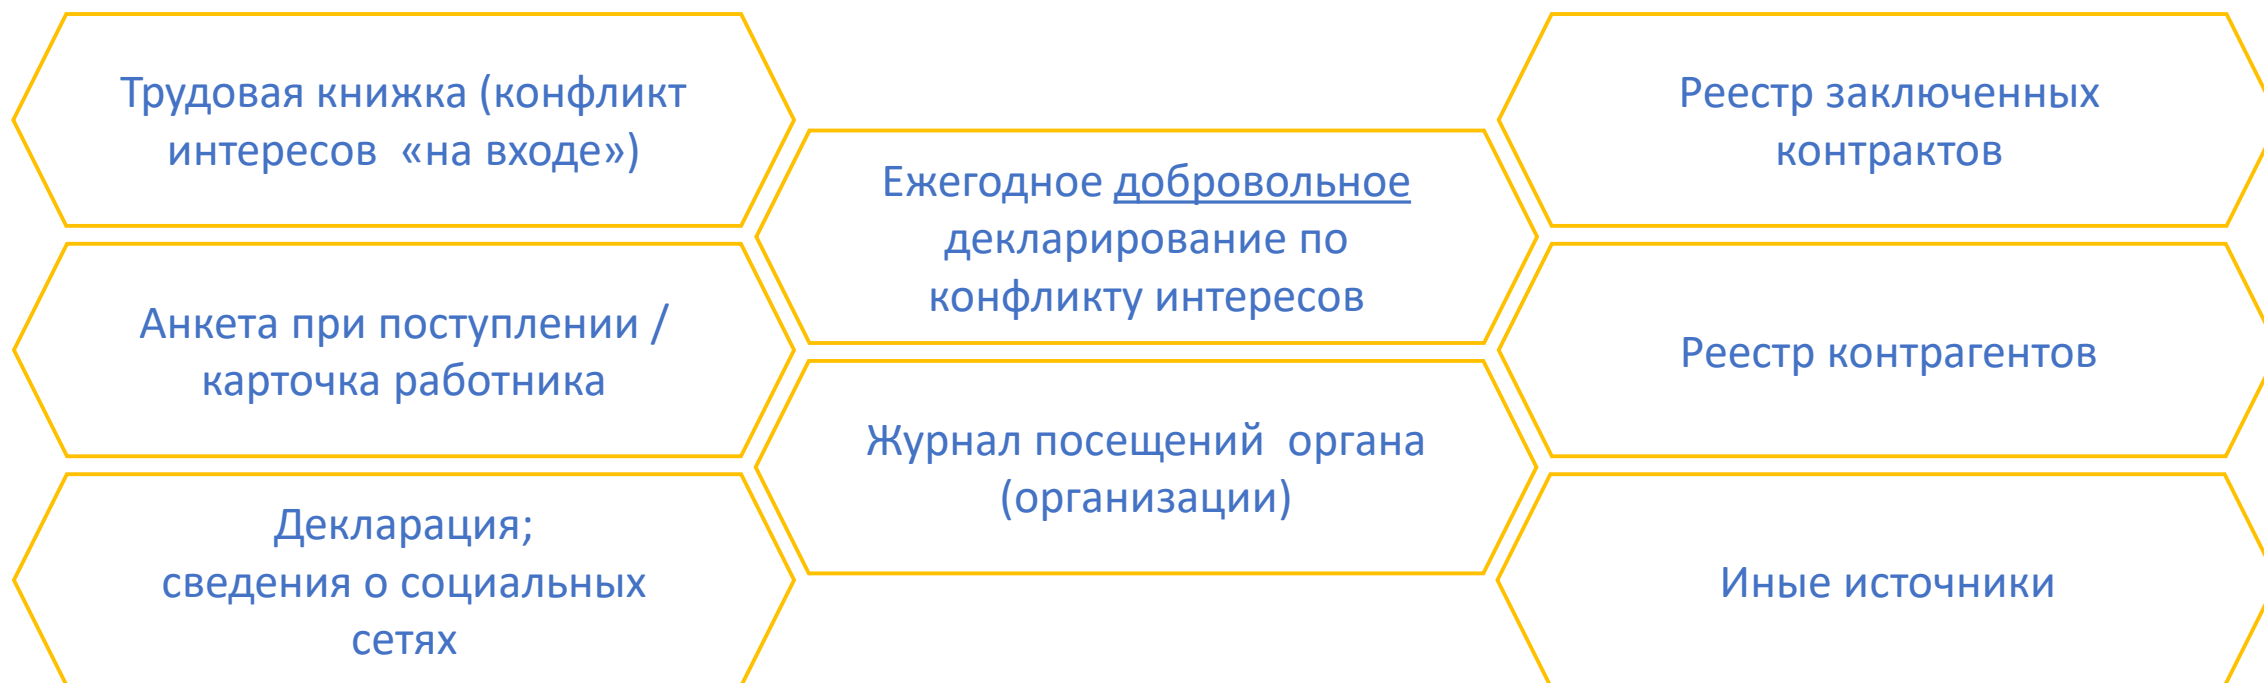 Трудовая книжка (конфликт
интересов «на входе»)
Анкета при поступлении /
карточка работника
Декларация;
сведения о социальных
сетях
Ежегодное добровольное
декларирование по
конфликту интересов
Журнал посещений органа
(организации)
Реестр заключенных
контрактов
Реестр контрагентов
Иные источники